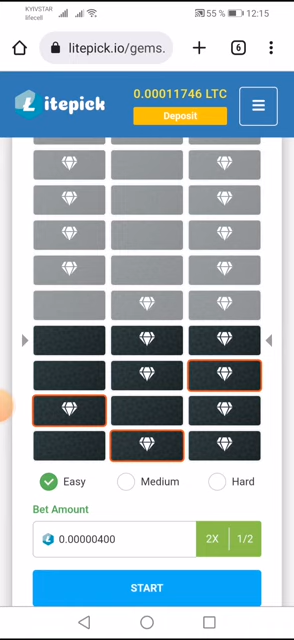 KYIVSTAR
lifecell
55 % 12:15
litepick.io/gems.
6
Litepick
0.00011746 LTC
Deposit
Easy
Medium
Hard
Bet Amount
0.00000400
2X
1/2
START